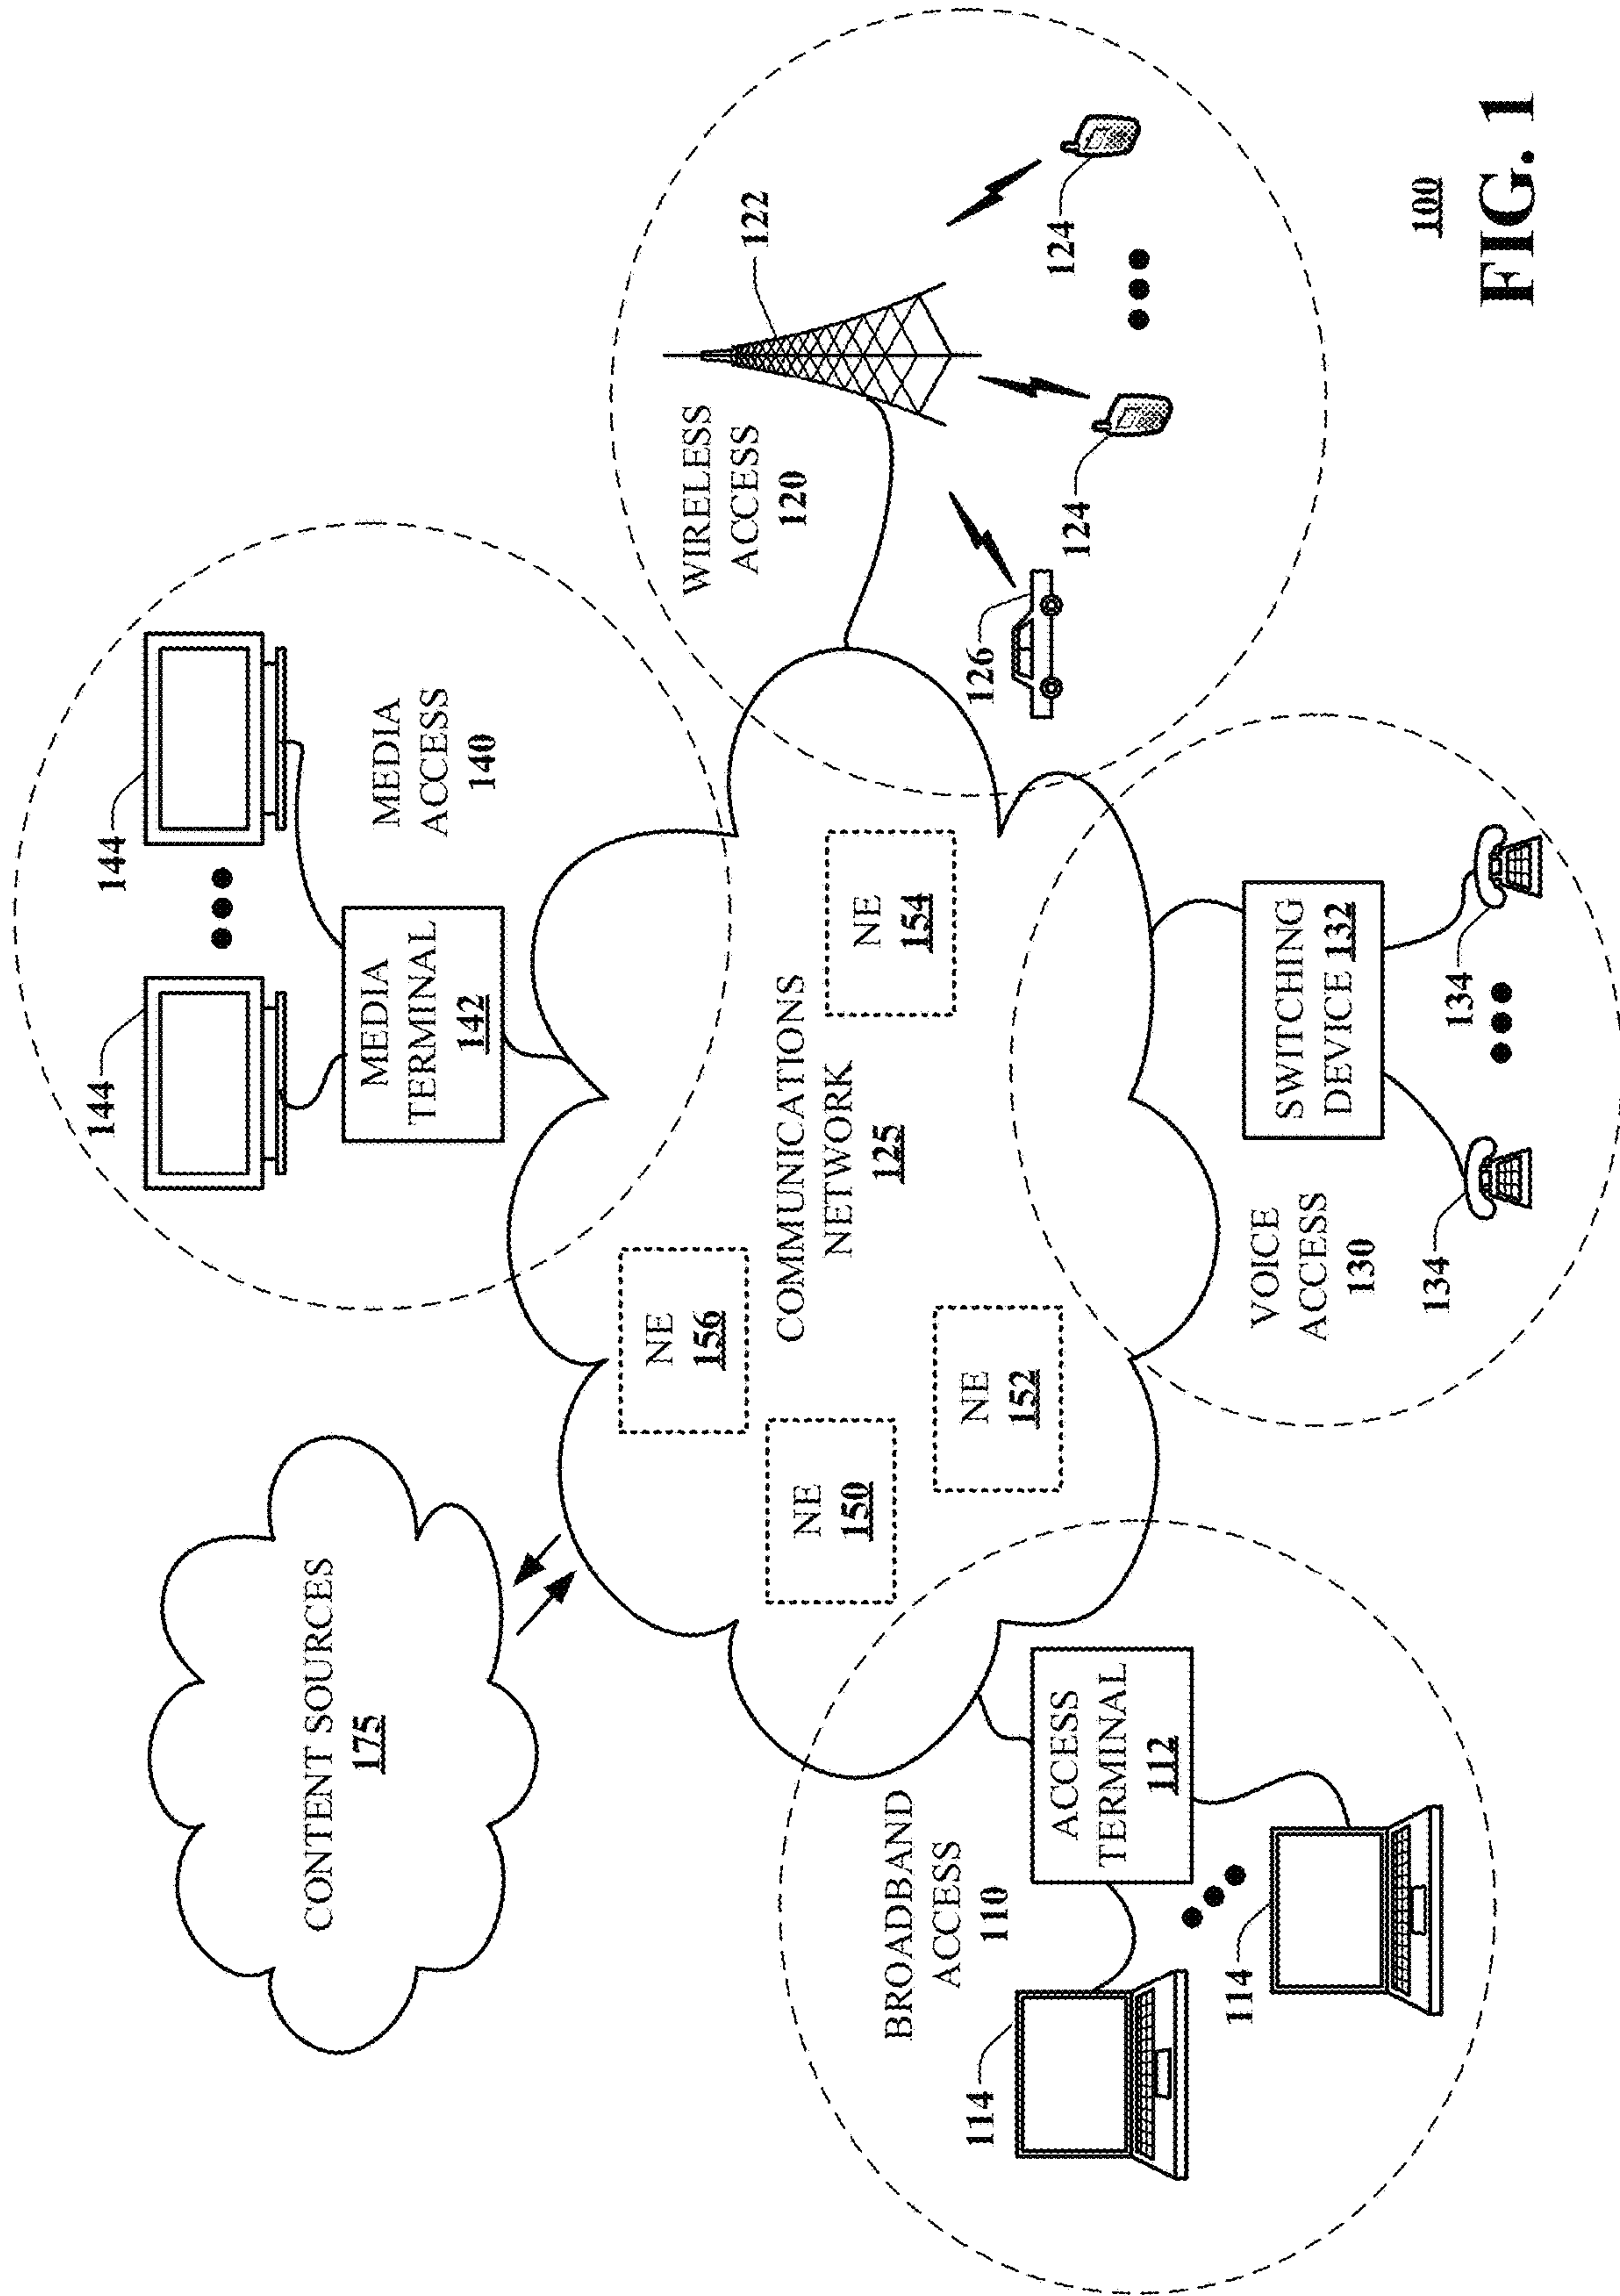 CONTENT SOURCES
175
144
144
MEDIA
TERMINAL
142
MEDIA
ACCESS
140
WIRELESS
ACCESS
120
122
126
124
124
NE
156
NE
150
NE
152
NE
154
COMMUNICATIONS
NETWORK
125
BROADBAND
ACCESS
110
ACCESS
TERMINAL
112
114
114
VOICE
ACCESS
130
SWITCHING
DEVICE 132
134
134
100
FIG. 1